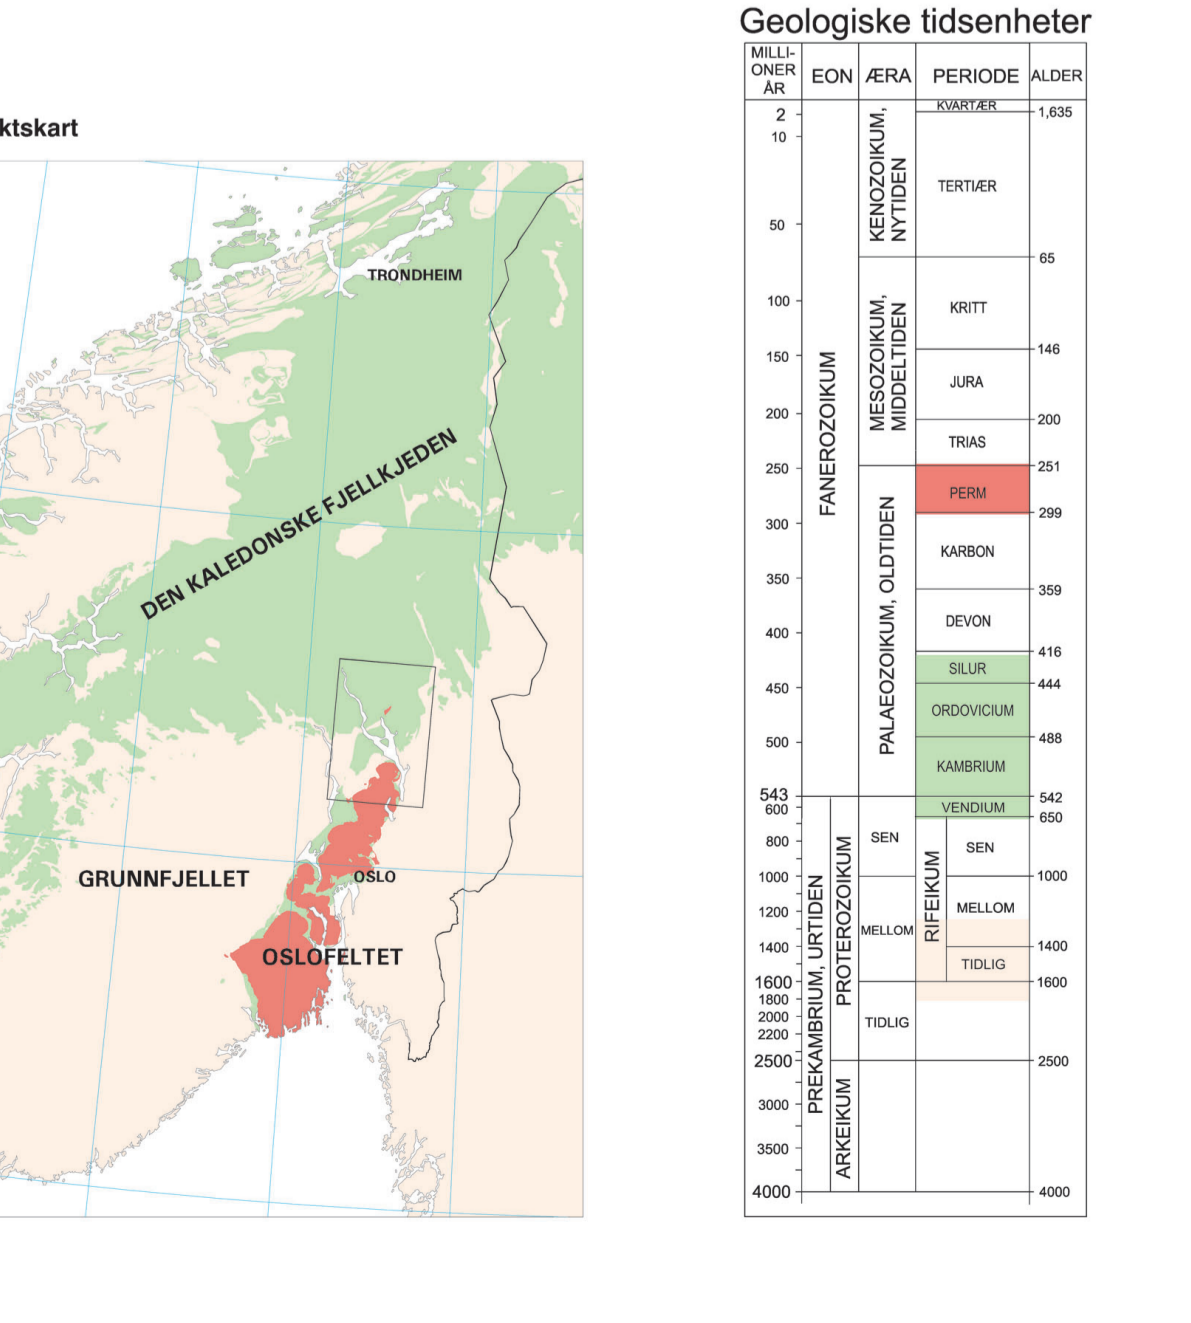 Geologiske tidsenheter
ktskart
TRONDHEIM
DEN KALEDONSKE FJELLKJEDEN
GRUNNFJELLET
OSLO
OSLOFELTET
MILLI-
ONER
ÅR
EON
ÆRA
PERIODE
ALDER
2
10
50
100
150
200
250
300
350
400
450
500
543
600
800
1000
1200
1400
1600
1800
2000
2200
2500
3000
3500
4000
FANEROZOIKUM
PREKAMBRIUM, URTIDEN
PROTEROZOIKUM
ARKEIKUM
KENOZOIKUM,
NYTIDEN
MESOZOIKUM,
MIDDELTIDEN
PALAEOZOIKUM, OLDTIDEN
SEN
MELLOM
TIDLIG
KVARTÆR
TERTIÆR
KRITT
JURA
TRIAS
PERM
KARBON
DEVON
SILUR
ORDOVICIUM
KAMBRIUM
VENDIUM
RIFEIKUM
SEN
MELLOM
TIDLIG
1,635
65
146
200
251
299
359
416
444
488
542
650
1000
1400
1600
2500
4000